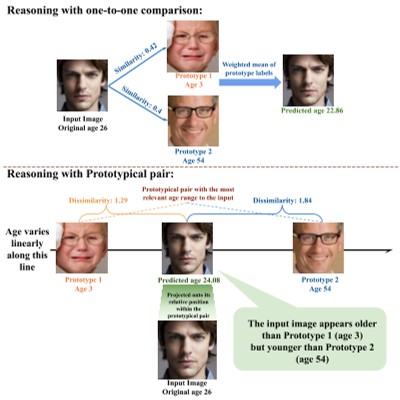 Reasoning with one-to-one comparison:
Similarity: 0.42
Prototype 1
Age 3
Weighted mean of
prototype labels
Input Image
Original age 26
Similarity: 0.4
Predicted age 22.86
Prototype 2
Age 54
Reasoning with Prototypical pair:
Dissimilarity: 1.29
Prototypical pair with the most
relevant age range to the input
Dissimilarity: 1.84
Age varies
linearly
along this
line
Prototype 1
Age 3
Predicted age 24.08
Prototype 2
Age 54
Projected onto its
relative position
within the
prototypical pair
The input image appears older
than Prototype 1 (age 3)
but younger than Prototype 2
(age 54)
Input Image
Original age 26